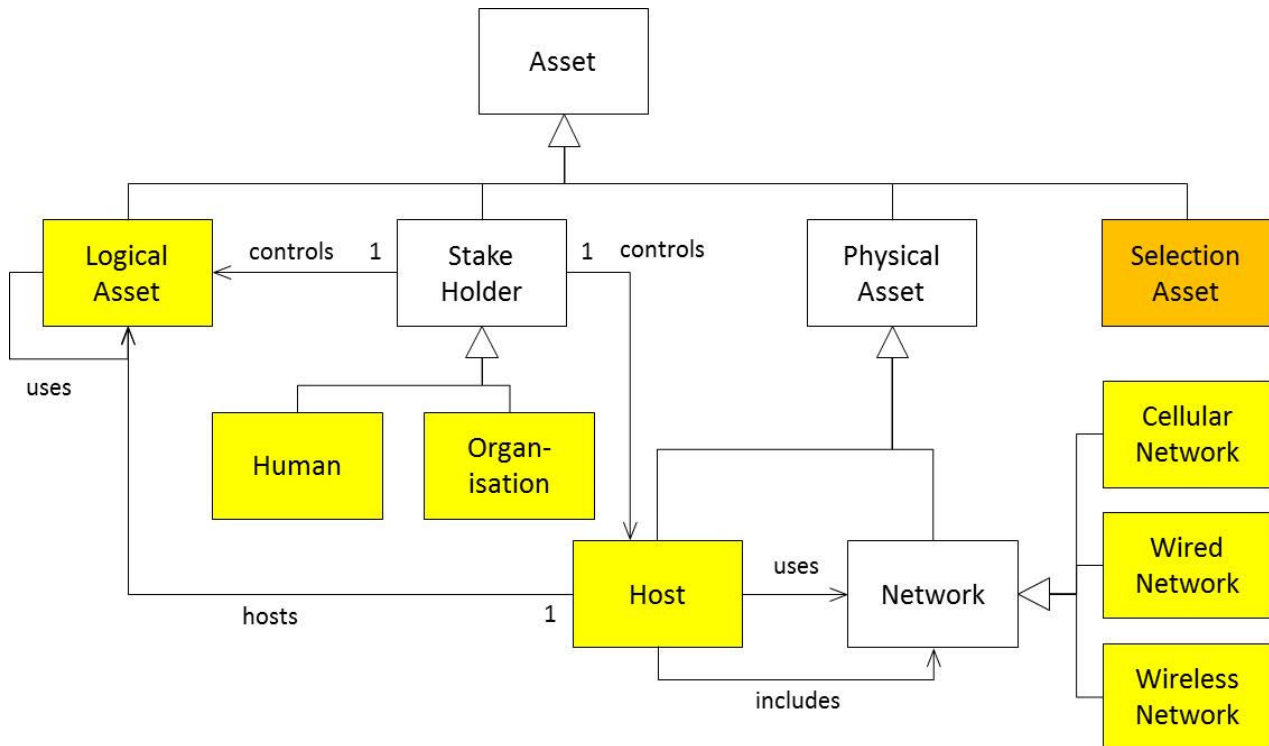 Asset
Logical
Asset
controls
1
Stake
Holder
1
controls
Physical
Asset
Selection
Asset
uses
Human
Organ-
isation
Cellular
Network
hosts
1
Host
uses
Network
Wired
Network
includes
Wireless
Network